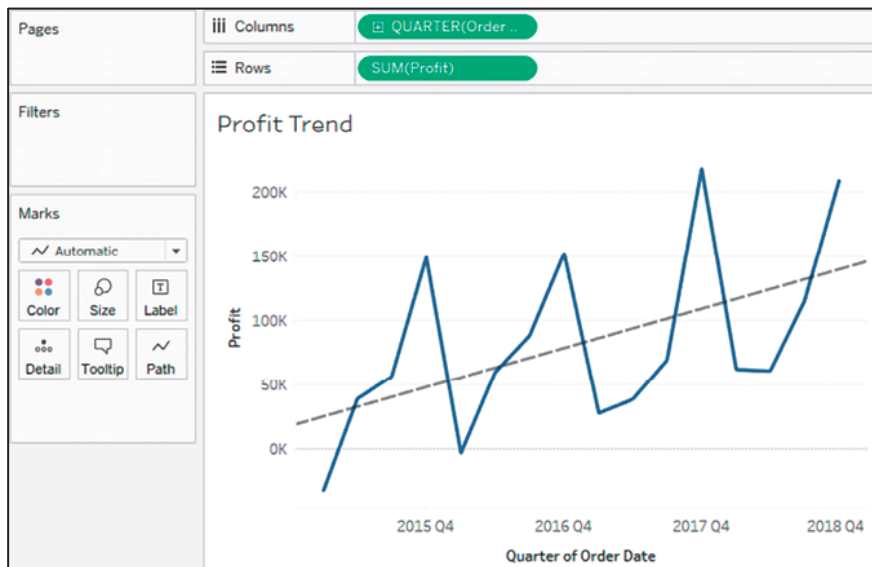 Pages
Columns
QUARTER(Order ..
Rows
SUM(Profit)
Filters
Marks
Automatic
Color
Size
Label
Detail
Tooltip
Path
Profit Trend
200K
150K
100K
50K
0K
Profit
2015 Q4
2016 Q4
2017 Q4
2018 Q4
Quarter of Order Date